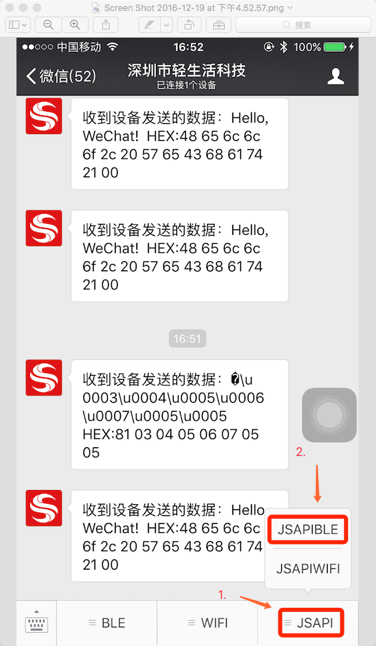 Screen Shot 2016-12-19 at 下午4.52.57.png
搜索
中国移动
16:52
100%
微信(52)
深圳市轻生活科技
已连接1个设备
收到设备发送的数据：Hello,
WeChat! HEX:48 65 6c 6c
6f 2c 20 57 65 43 68 61 74
21 00
收到设备发送的数据：Hello,
WeChat! HEX:48 65 6c 6c
6f 2c 20 57 65 43 68 61 74
21 00
16:51
收到设备发送的数据：�\u
0003\u0004\u0005\u0006
\u0007\u0005\u0005
HEX:81 03 04 05 06 07 05
05
收到设备发送的数据：Hello,
WeChat! HEX:48 65 6c 6c
6f 2c 20 57 65 43 68 61 74
21 00
2.
JSAPIBLE
JSAPIWIFI
1.
BLE
WIFI
JSAPI